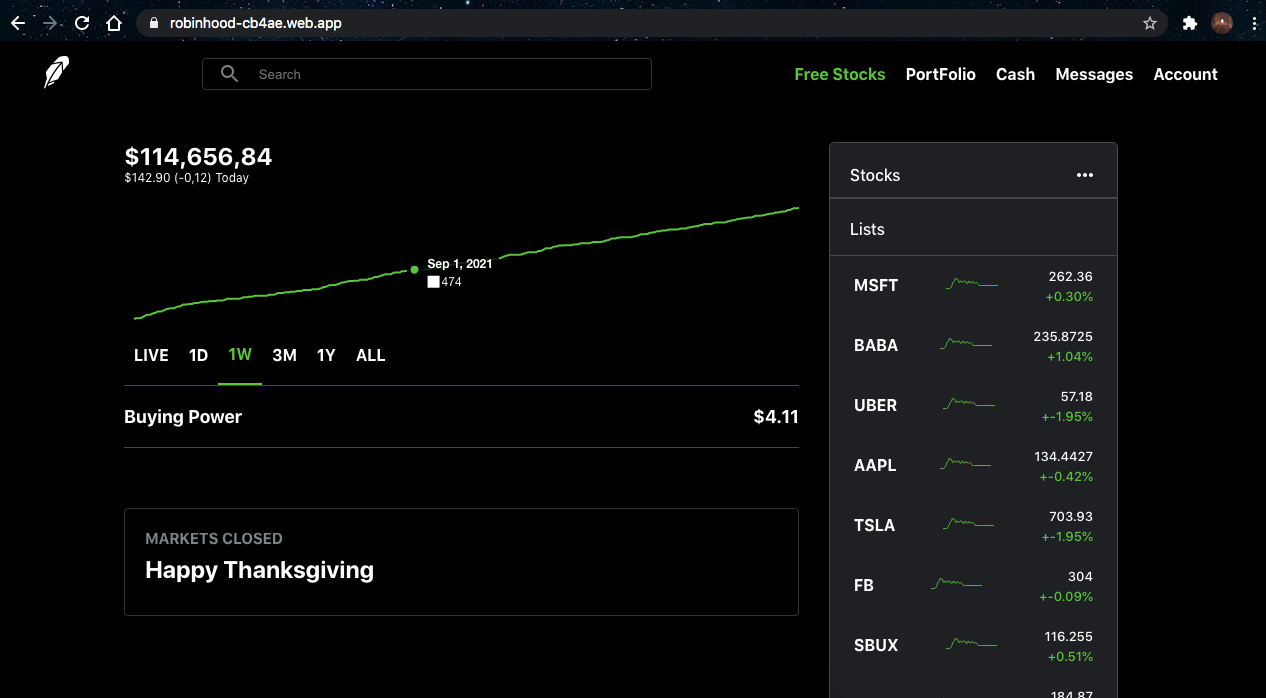 robinhood-cb4ae.web.app
Search
Free Stocks PortFolio Cash Messages Account
$114,656,84
$142.90 (-0,12) Today
Sep 1, 2021
474
LIVE 1D 1W 3M 1Y ALL
Buying Power $4.11
MARKETS CLOSED
Happy Thanksgiving
Stocks
Lists
MSFT 262.36
+0.30%
BABA 235.8725
+1.04%
UBER 57.18
+-1.95%
AAPL 134.4427
+-0.42%
TSLA 703.93
+-1.95%
FB 304
+-0.09%
SBUX 116.255
+0.51%
184.87